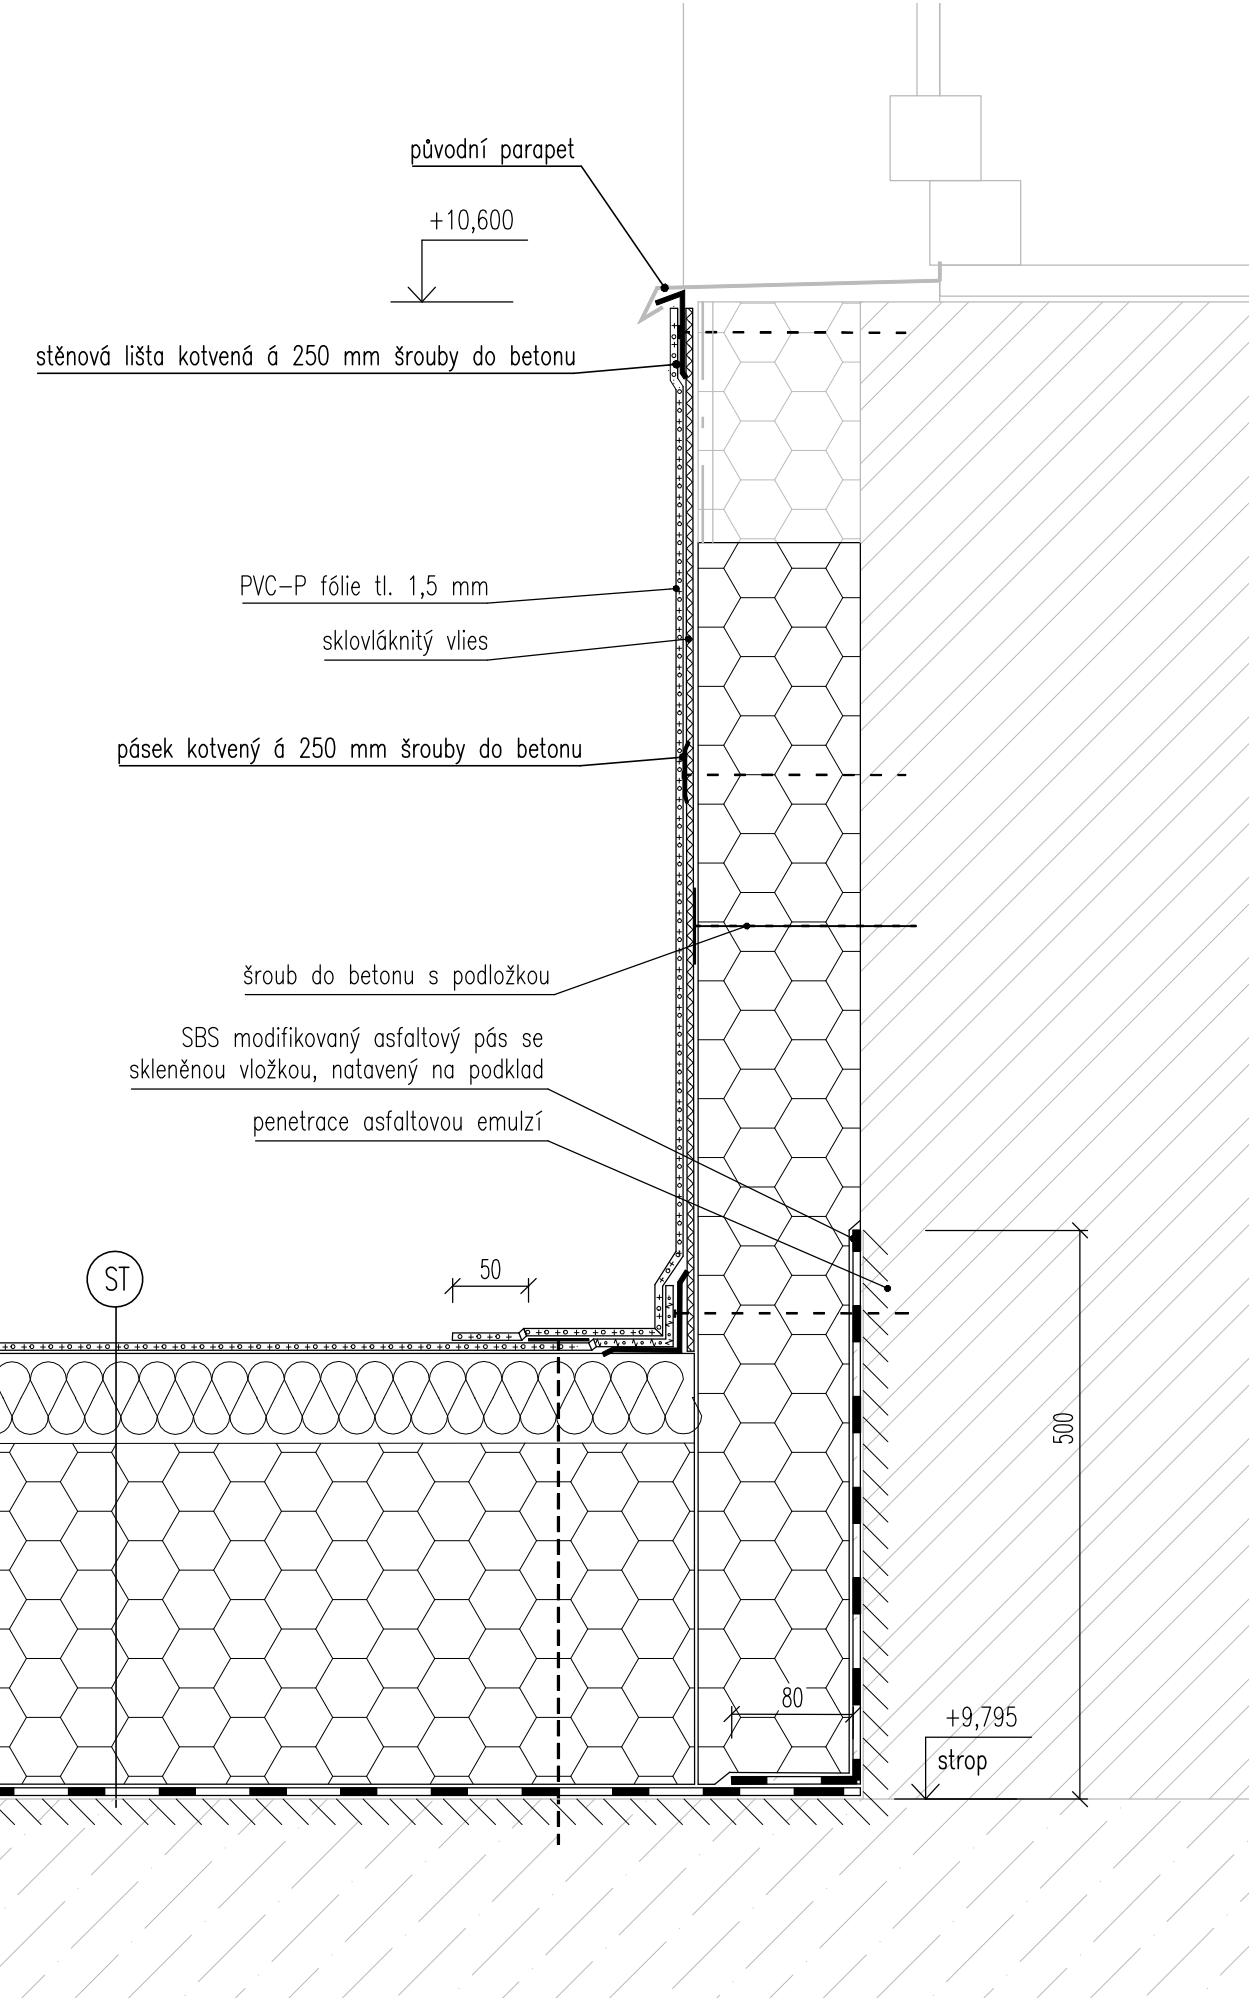 původní parapet
+10,600
stěnová lišta kotvená á 250 mm šrouby do betonu
PVC-P fólie tl. 1,5 mm
sklovláknitý vlies
pásek kotvený á 250 mm šrouby do betonu
šroub do betonu s podložkou
SBS modifikovaný asfaltový pás se
skleněnou vložkou, natavený na podklad
penetrace asfaltovou emulzí
ST
50
500
80
+9,795
strop